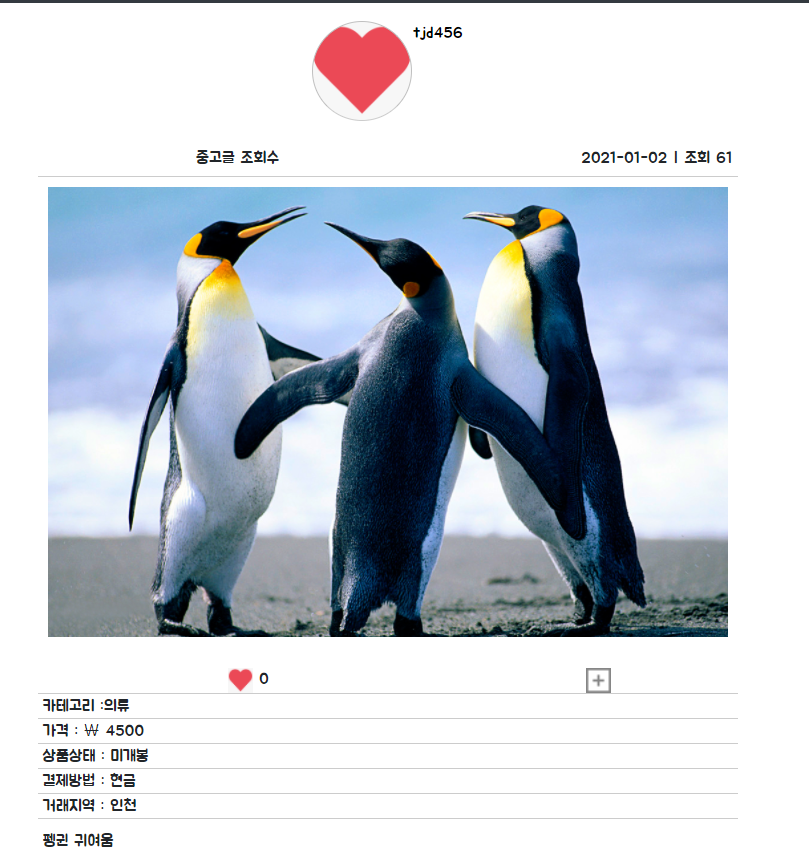 tjd456
중고글 조회수
2021-01-02 | 조회 61
0
카테고리 :의류
가격 : ₩ 4500
상품상태 : 미개봉
결제방법 : 현금
거래지역 : 인천
펭귄 귀여움